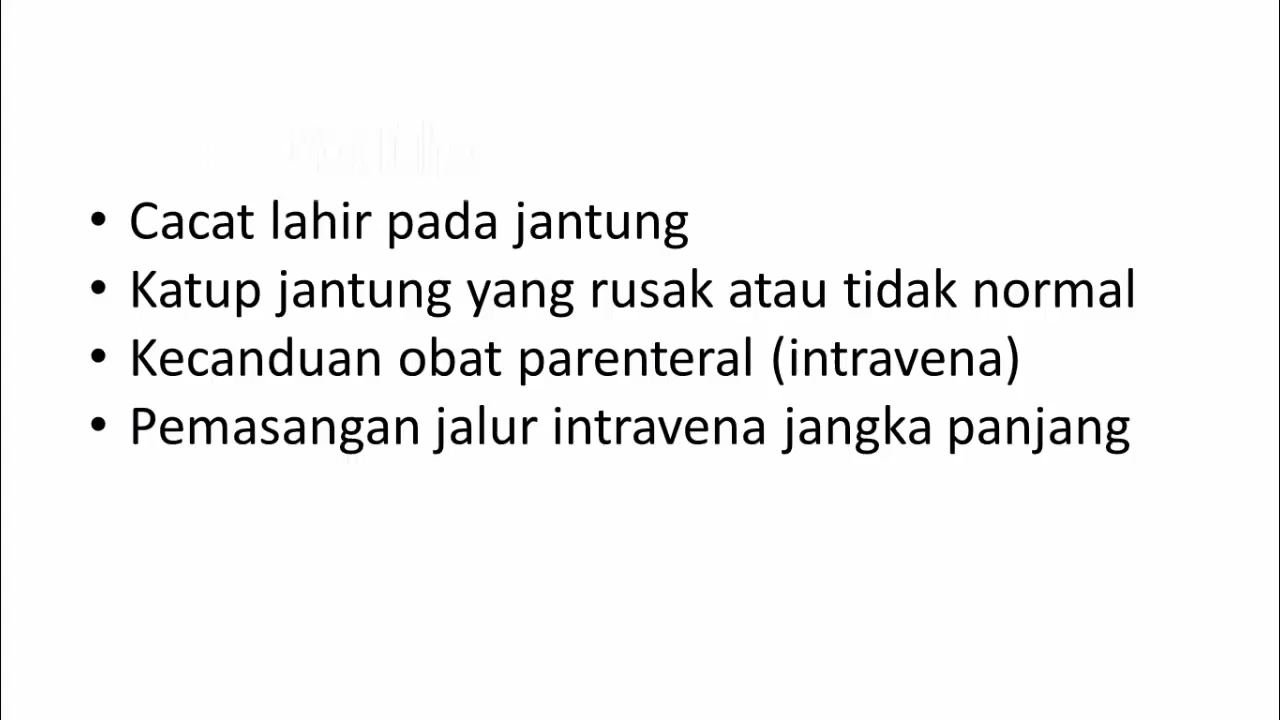 • Cacat lahir pada jantung
• Katup jantung yang rusak atau tidak normal
• Kecanduan obat parenteral (intravena)
• Pemasangan jalur intravena jangka panjang